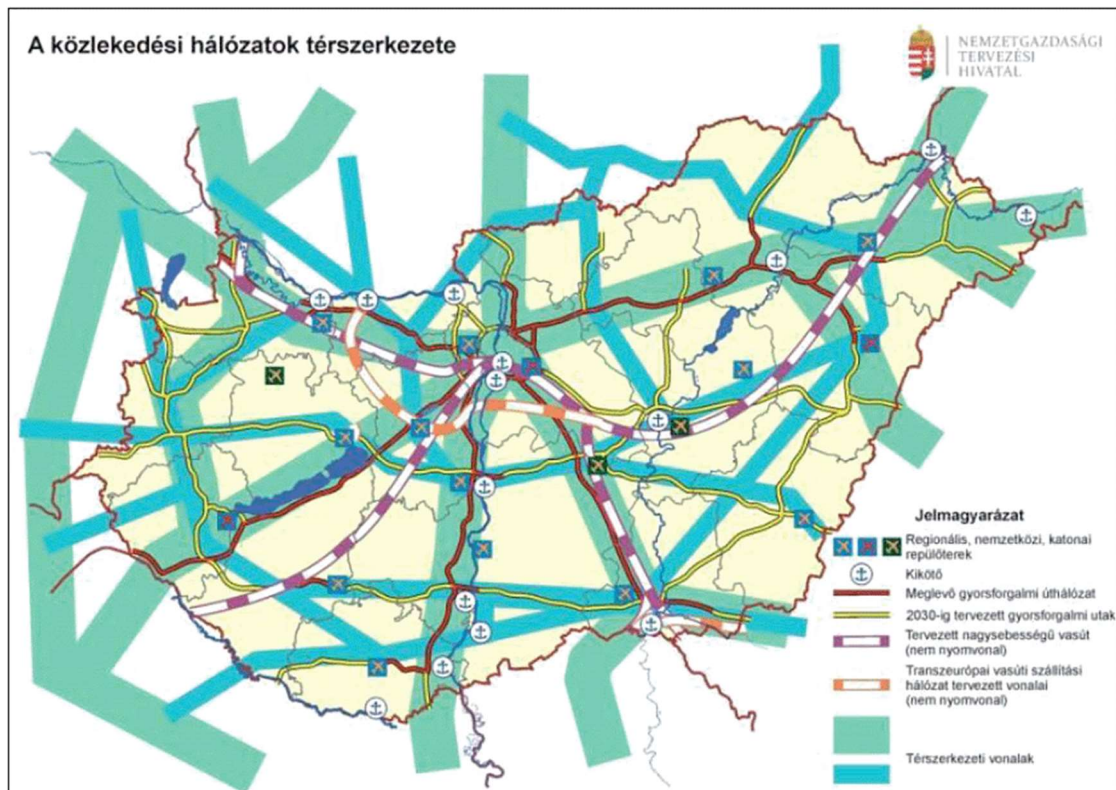 A közlekedési hálózatok térszerkezete
NEMZETGAZDASÁGI
TERVEZÉSI
HIVATAL
Jelmagyarázat
Regionális, nemzetközi, katonai
repülőterek
Kikötő
Meglevő gyorsforgalmi úthálózat
2030-ig tervezett gyorsforgalmi utak
Tervezett nagysebességű vasút
(nem nyomvonal)
Transzeurópai vasúti szállítási
hálózat tervezett vonalai
(nem nyomvonal)
Térszerkezeti vonalak